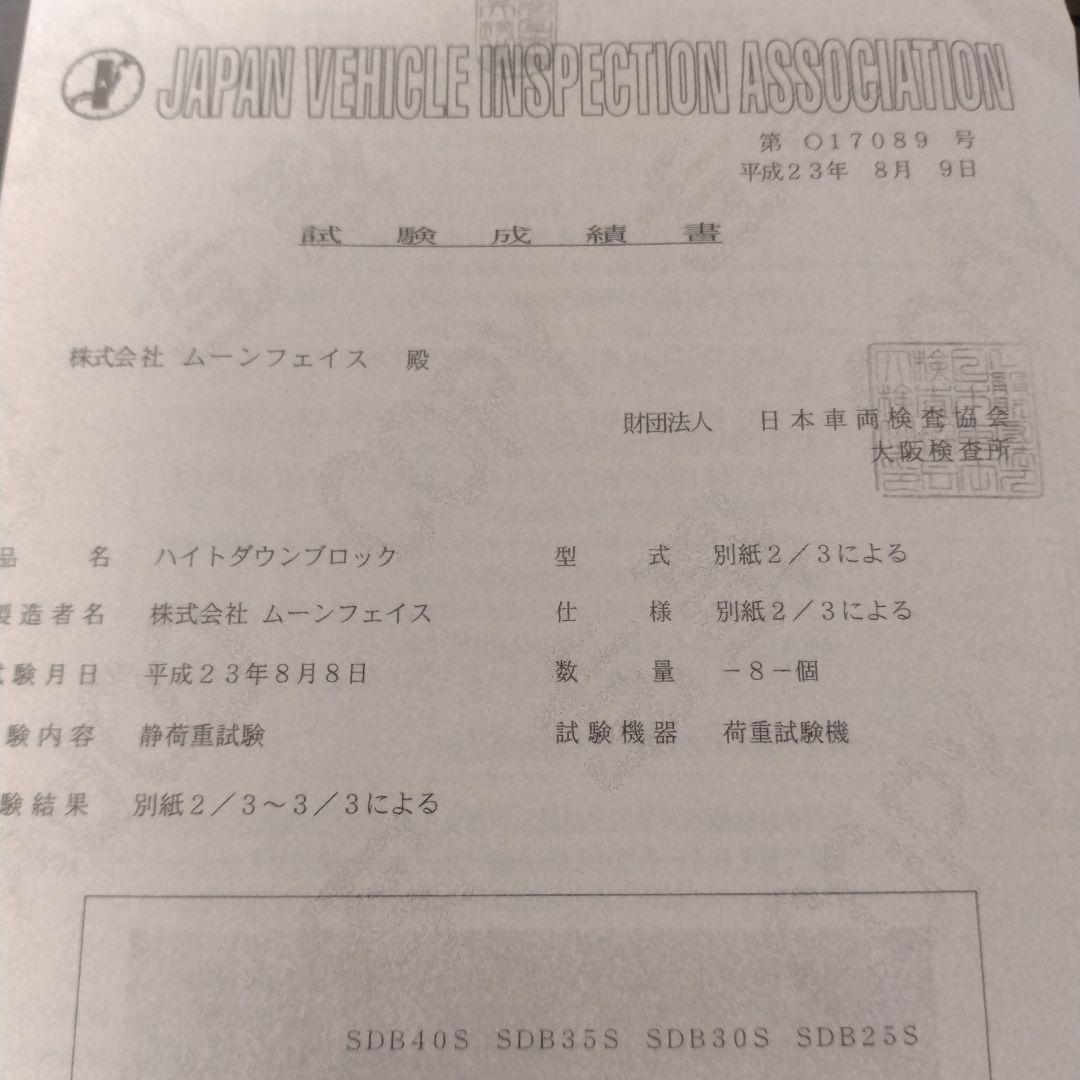 JAPAN VEHICLE INSPECTION ASSOCIATION
第 〇17089 号
平成23年 8月 9日
試験成績書
株式会社 ムーンフェイス 殿
財団法人 日本車両検査協会
大阪検査所
品名 ハイトダウンブロック 型式 別紙2/3による
製造者名 株式会社 ムーンフェイス 仕様 別紙2/3による
試験月日 平成23年8月8日 数量 -8-個
験内容 静荷重試験 試験機器 荷重試験機
験結果 別紙2/3~3/3による
SDB40S SDB35S SDB30S SDB25S